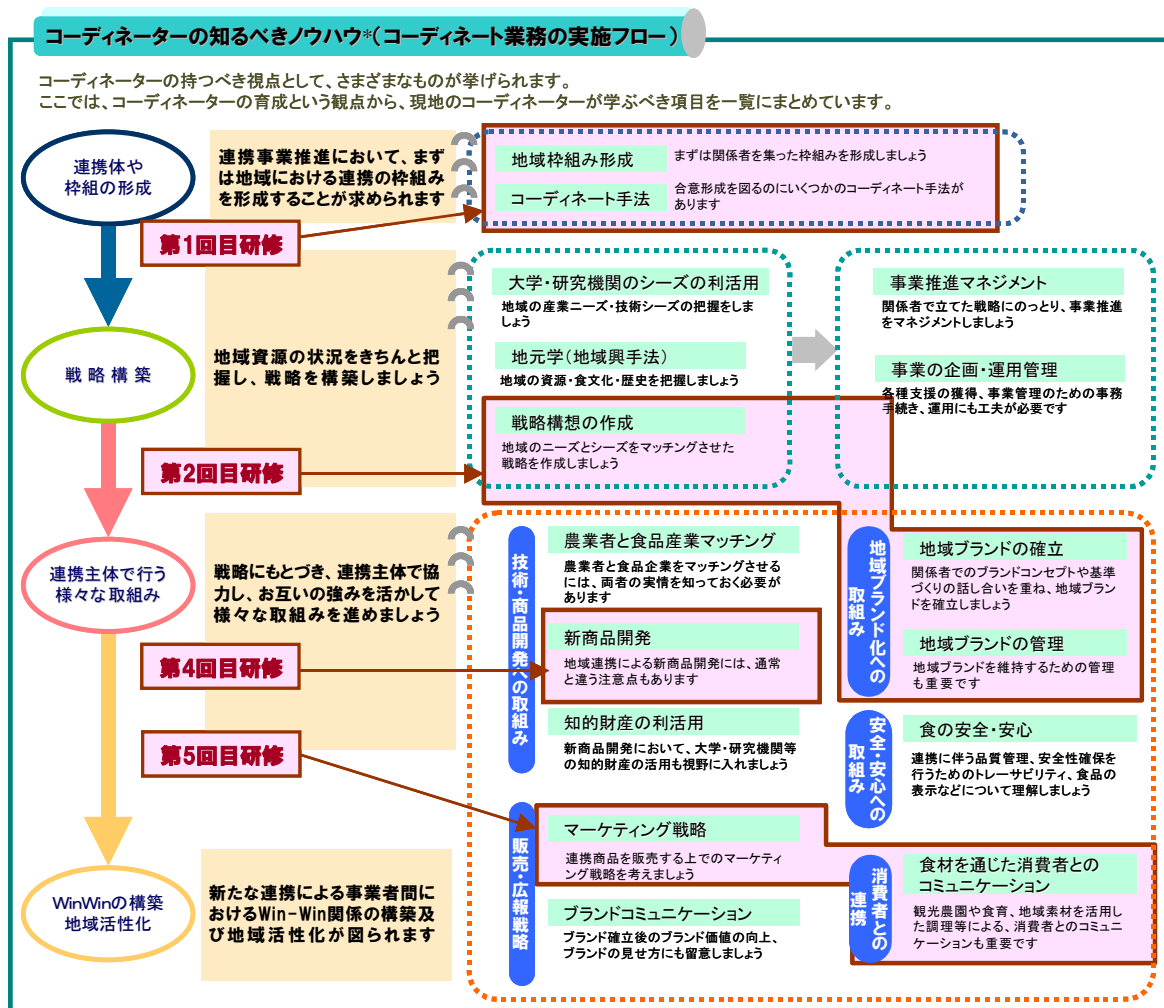 コーディネーターの知るべきノウハウ*(コーディネート業務の実施フロー)
コーディネーターの持つべき視点として、さまざまなものが挙げられます。
ここでは、コーディネーターの育成という観点から、現地のコーディネーターが学ぶべき項目を一覧にまとめています。
連携体や
枠組の形成
連携事業推進において、まず
は地域における連携の枠組み
を形成することが求められます
地域枠組み形成
まずは関係者を集った枠組みを形成しましょう
コーディネート手法
合意形成を図るのにいくつかのコーディネート手法が
あります
第1回目研修
戦略構築
地域資源の状況をきちんと把
握し、戦略を構築しましょう
大学・研究機関のシーズの利活用
地域の産業ニーズ・技術シーズの把握をしま
しょう
地元学(地域興手法)
地域の資源・食文化・歴史を把握しましょう
戦略構想の作成
地域のニーズとシーズをマッチングさせた
戦略を作成しましょう
事業推進マネジメント
関係者で立てた戦略にのっとり、事業推進
をマネジメントしましょう
事業の企画・運用管理
各種支援の獲得、事業管理のための事務
手続き、運用にも工夫が必要です
第2回目研修
連携主体で行う
様々な取組み
戦略にもとづき、連携主体で協
力し、お互いの強みを活かして
様々な取組みを進めましょう
技術・商品開発への取組み
農業者と食品産業マッチング
農業者と食品企業をマッチングさせる
には、両者の実情を知っておく必要が
あります
新商品開発
地域連携による新商品開発には、通常
と違う注意点もあります
知的財産の利活用
新商品開発において、大学・研究機関等
の知的財産の活用も視野に入れましょう
地域ブランド化への
取組み
地域ブランドの確立
関係者でのブランドコンセプトや基準
づくりの話し合いを重ね、地域ブラン
ドを確立しましょう
地域ブランドの管理
地域ブランドを維持するための管理
も重要です
第4回目研修
安全・安心への
取組み
食の安全・安心
連携に伴う品質管理、安全性確保を
行うためのトレーサビリティ、食品の
表示などについて理解しましょう
第5回目研修
WinWinの構築
地域活性化
新たな連携による事業者間に
おけるWin-Win関係の構築及
び地域活性化が図られます
販売・広報戦略
マーケティング戦略
連携商品を販売する上でのマーケティ
ング戦略を考えましょう
ブランドコミュニケーション
ブランド確立後のブランド価値の向上、
ブランドの見せ方にも留意しましょう
消費者との
連携
食材を通じた消費者との
コミュニケーション
観光農園や食育、地域素材を活用し
た調理等による、消費者とのコミュニ
ケーションも重要です